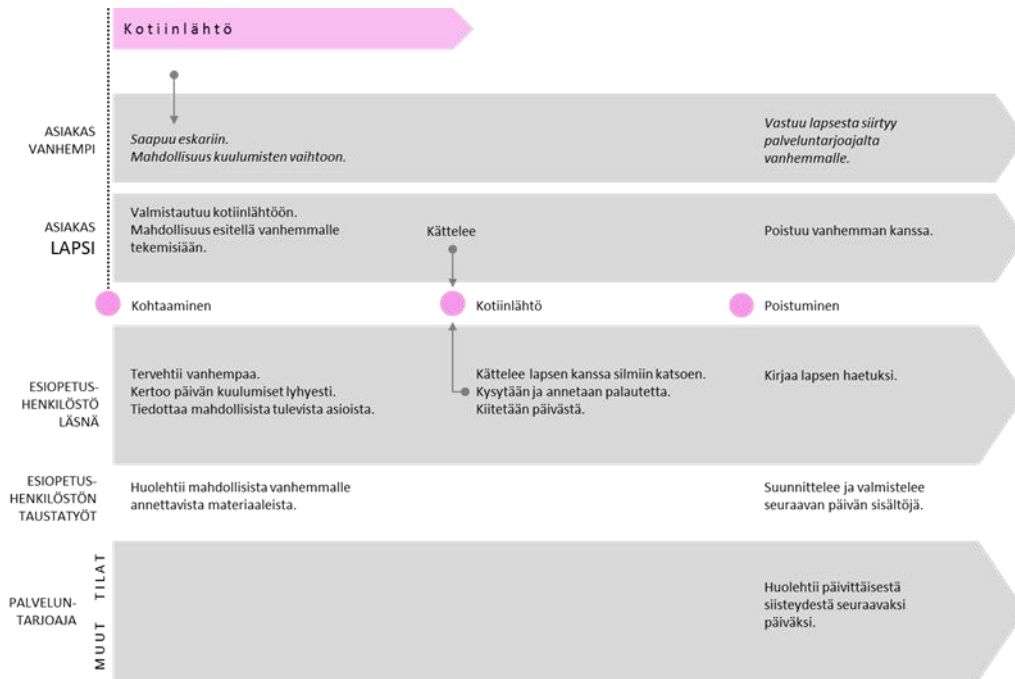 Kotiinlähtö
ASIAKAS
VANHEMPI
Saapuu eskariin.
Mahdollisuus kuulumisten vaihtoon.
Vastuu lapsesta siirtyy
palveluntarjoajalta
vanhemmalle.
ASIAKAS
LAPSI
Valmistautuu kotiinlähtöön.
Mahdollisuus esitellä vanhemmalle
tekemisiään.
Kättelee
Poistuu vanhemman kanssa.
Kohtaaminen
Kotiinlähtö
Poistuminen
ESIOPETUS-
HENKILÖSTÖ
LÄSNÄ
Tervehtii vanhempaa.
Kertoo päivän kuulumiset lyhyesti.
Tiedottaa mahdollisista tulevista asioista.
Kättelee lapsen kanssa silmiin katsoen.
Kysytään ja annetaan palautetta.
Kiitetään päivästä.
Kirjaa lapsen haetuksi.
ESIOPETUS-
HENKILÖSTÖN
TAUSTATYÖT
Huolehtii mahdollisista vanhemmalle
annettavista materiaaleista.
Suunnittelee ja valmistelee
seuraavan päivän sisältöjä.
PALVELUN-
TARJOAJA
MUUT TILAT
Huolehtii päivittäisestä
siisteydestä seuraavaksi
päiväksi.